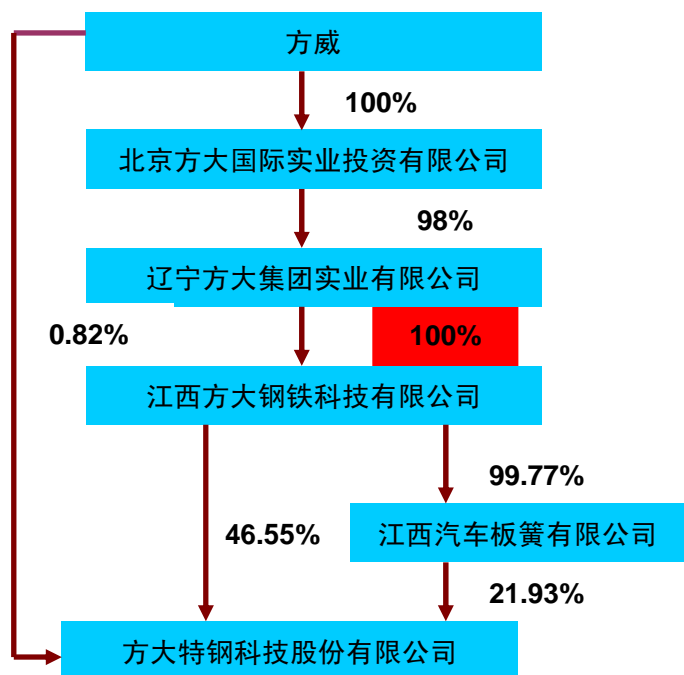 方威
100%
北京方大国际实业投资有限公司
98%
辽宁方大集团实业有限公司
0.82%
100%
江西方大钢铁科技有限公司
99.77%
46.55%
江西汽车板簧有限公司
21.93%
方大特钢科技股份有限公司